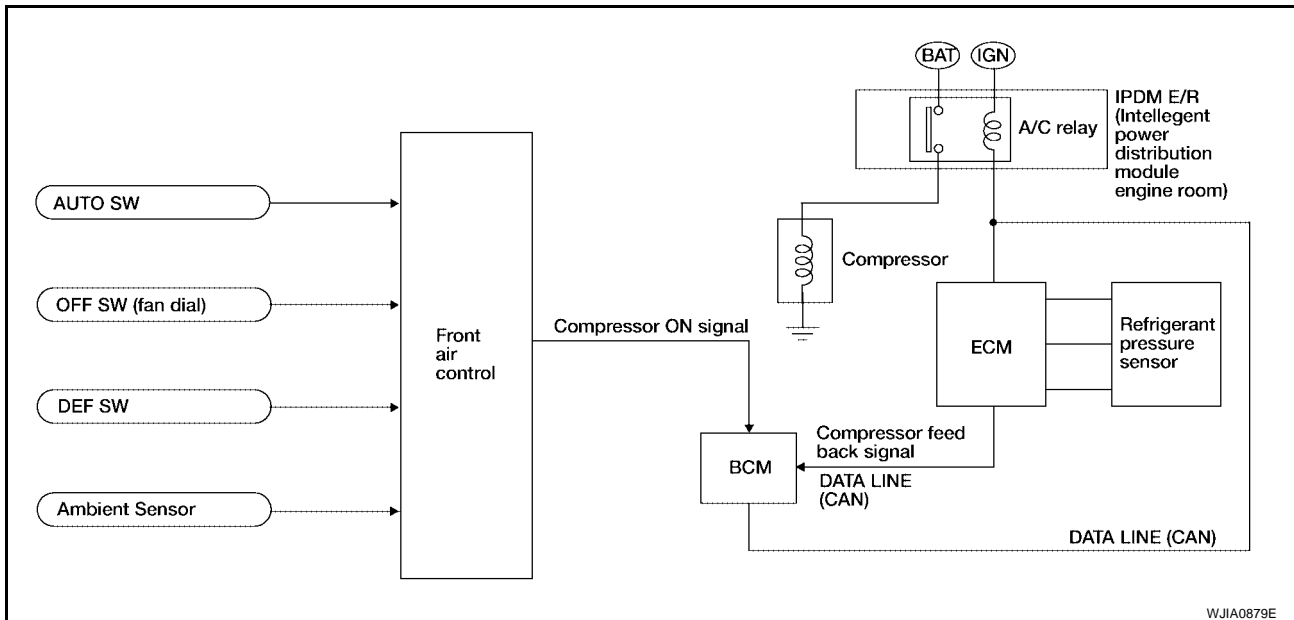 BAT
IGN
IPDM E/R
(Intellegent
power
distribution
module
engine room)
A/C relay
AUTO SW
OFF SW (fan dial)
DEF SW
Ambient Sensor
Front
air
control
Compressor ON signal
Compressor
ECM
Refrigerant
pressure
sensor
BCM
Compressor feed
back signal
DATA LINE
(CAN)
DATA LINE (CAN)
WJIA0879E